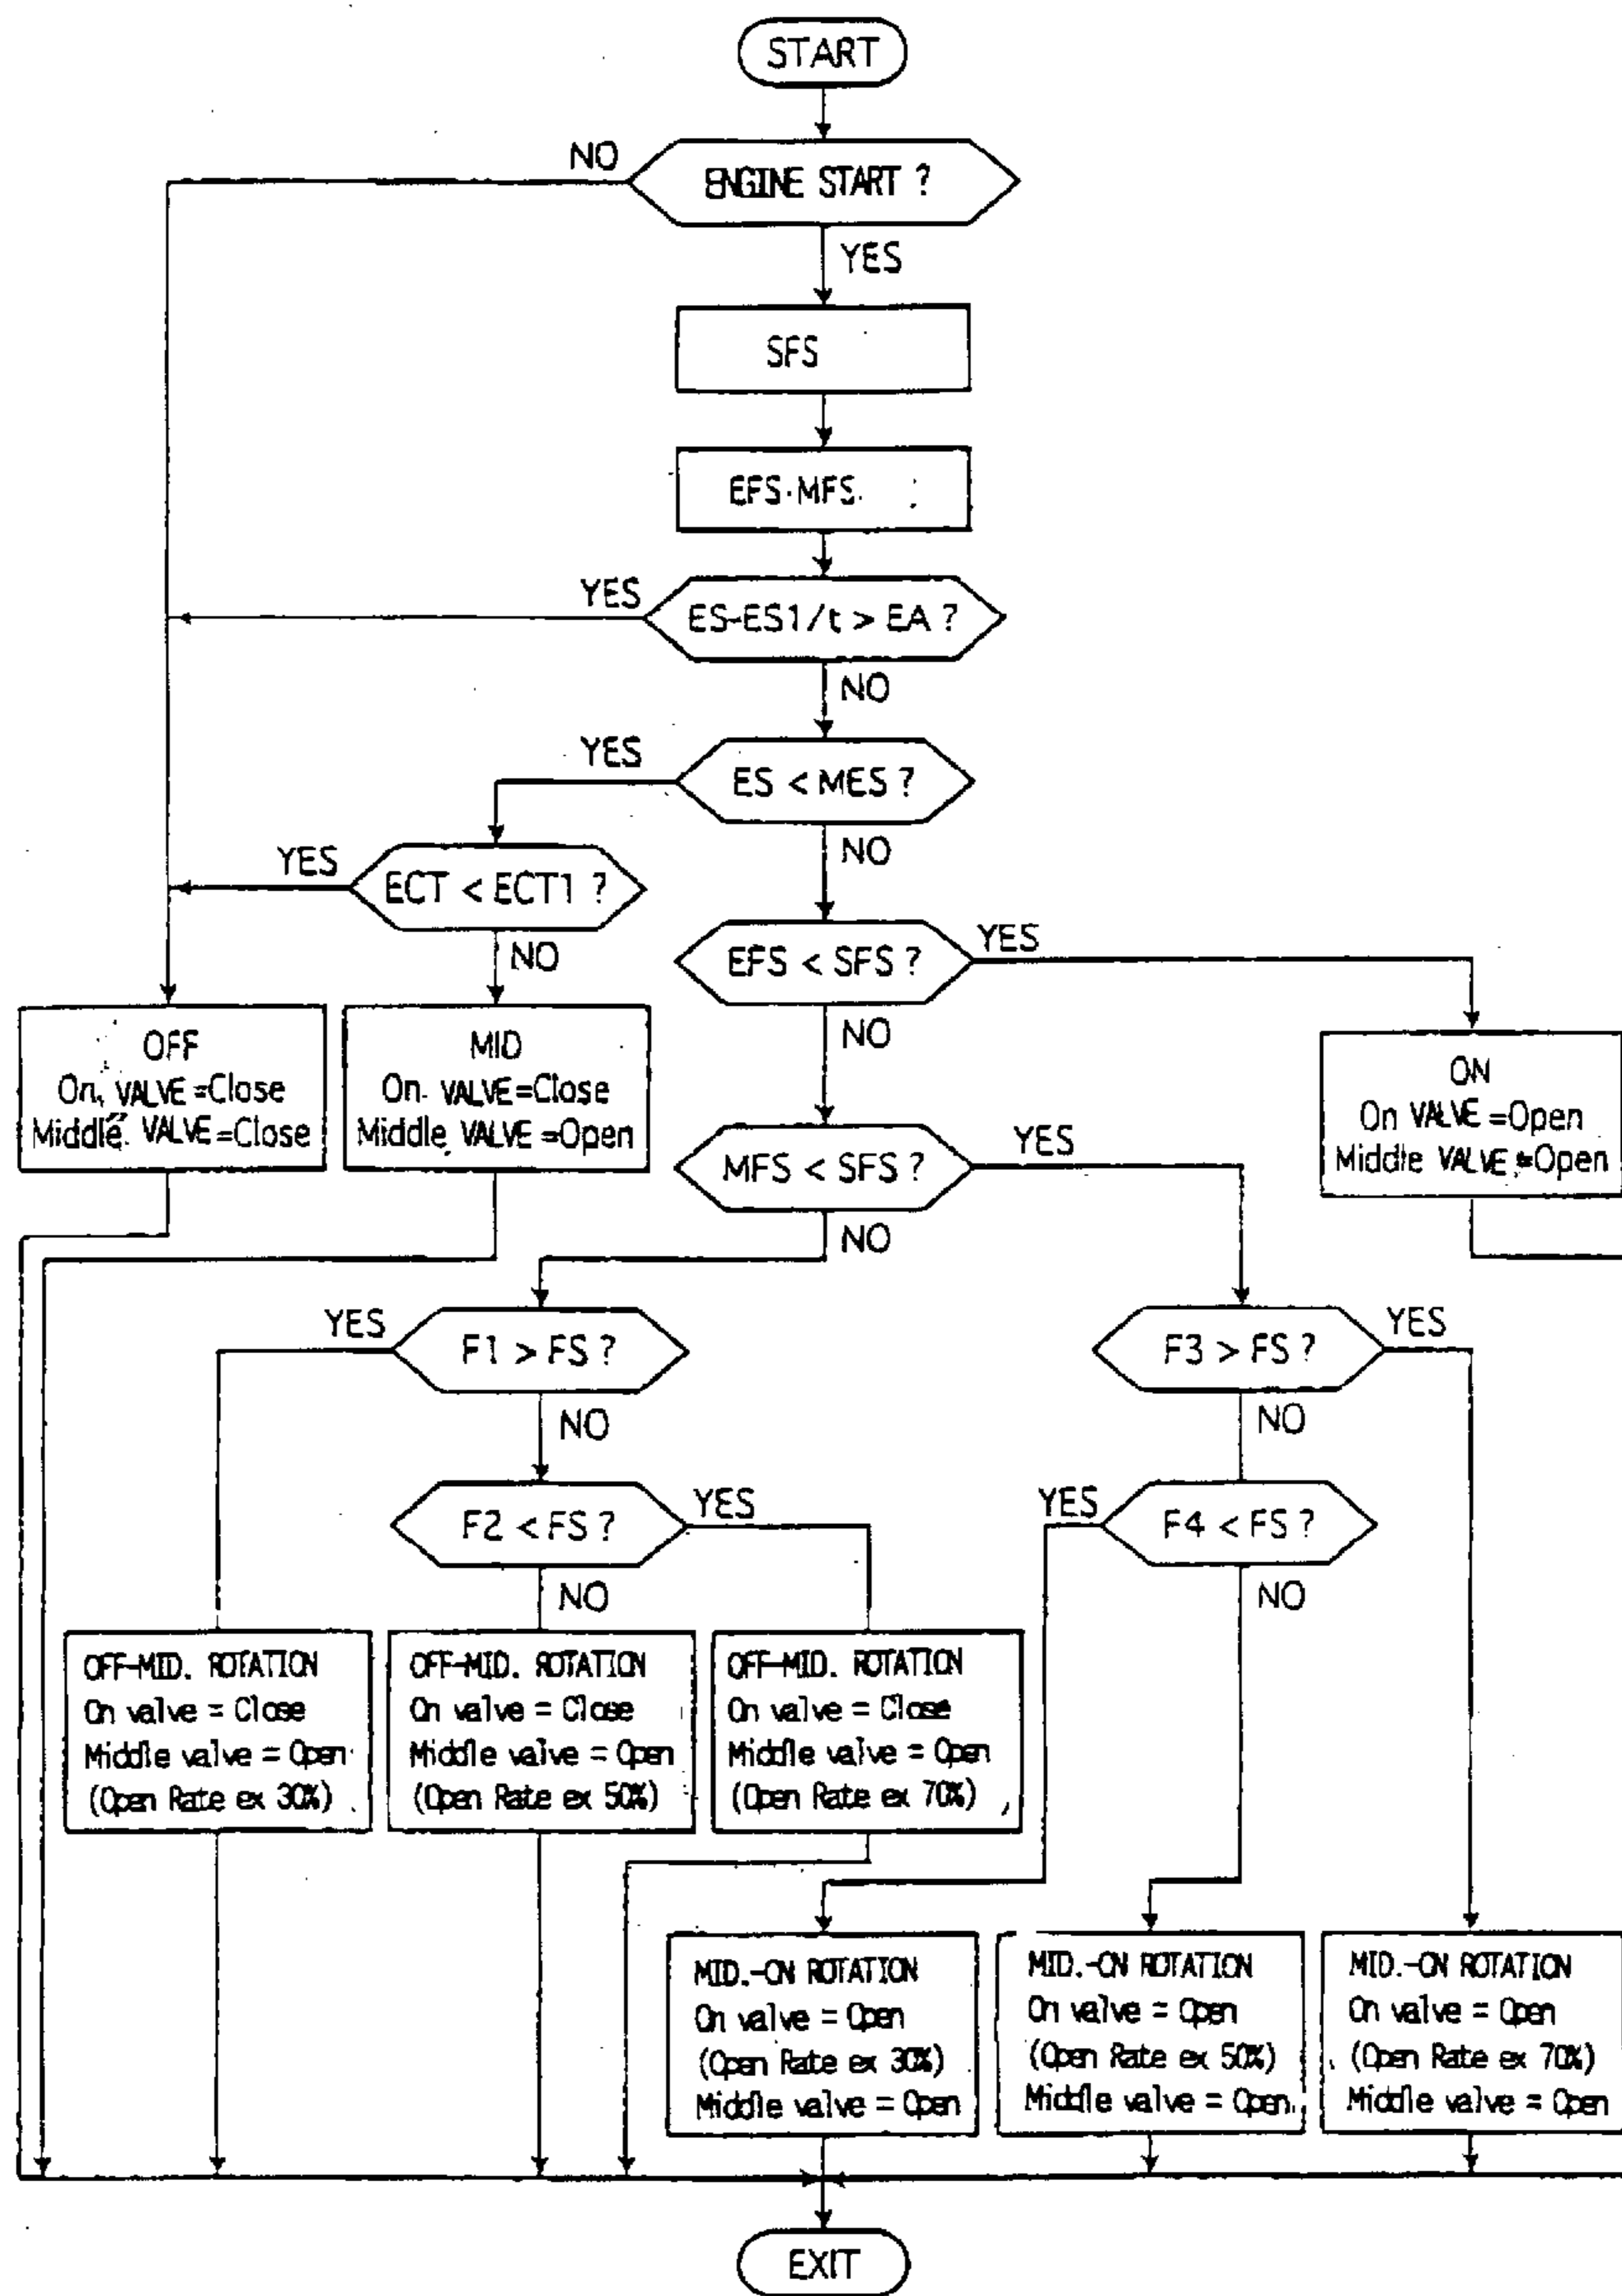 START
NO
ENGINE START ?
YES
SFS
EFS·MFS
YES
ES-ES1/t > EA ?
NO
YES
ES < MES ?
NO
YES
ECT < ECT1 ?
NO
EFS < SFS ?
YES
NO
OFF
On VALVE =Close
Middle VALVE =Close
MID
On VALVE=Close
Middle VALVE =Open
ON
On VALVE =Open
Middle VALVE =Open
MFS < SFS ?
YES
NO
YES
F1 > FS ?
NO
F3 > FS ?
YES
NO
F2 < FS ?
YES
NO
YES
F4 < FS ?
NO
OFF-MID. ROTATION
On valve = Close
Middle valve = Open
(Open Rate ex 30%)
OFF-MID. ROTATION
On valve = Close
Middle valve = Open
(Open Rate ex 50%)
OFF-MID. ROTATION
On valve = Close
Middle valve = Open
(Open Rate ex 70%)
MID.-ON ROTATION
On valve = Open
(Open Rate ex 30%)
Middle valve = Open
MID.-ON ROTATION
On valve = Open
(Open Rate ex 50%)
Middle valve = Open
MID.-ON ROTATION
On valve = Open
(Open Rate ex 70%)
Middle valve = Open
EXIT